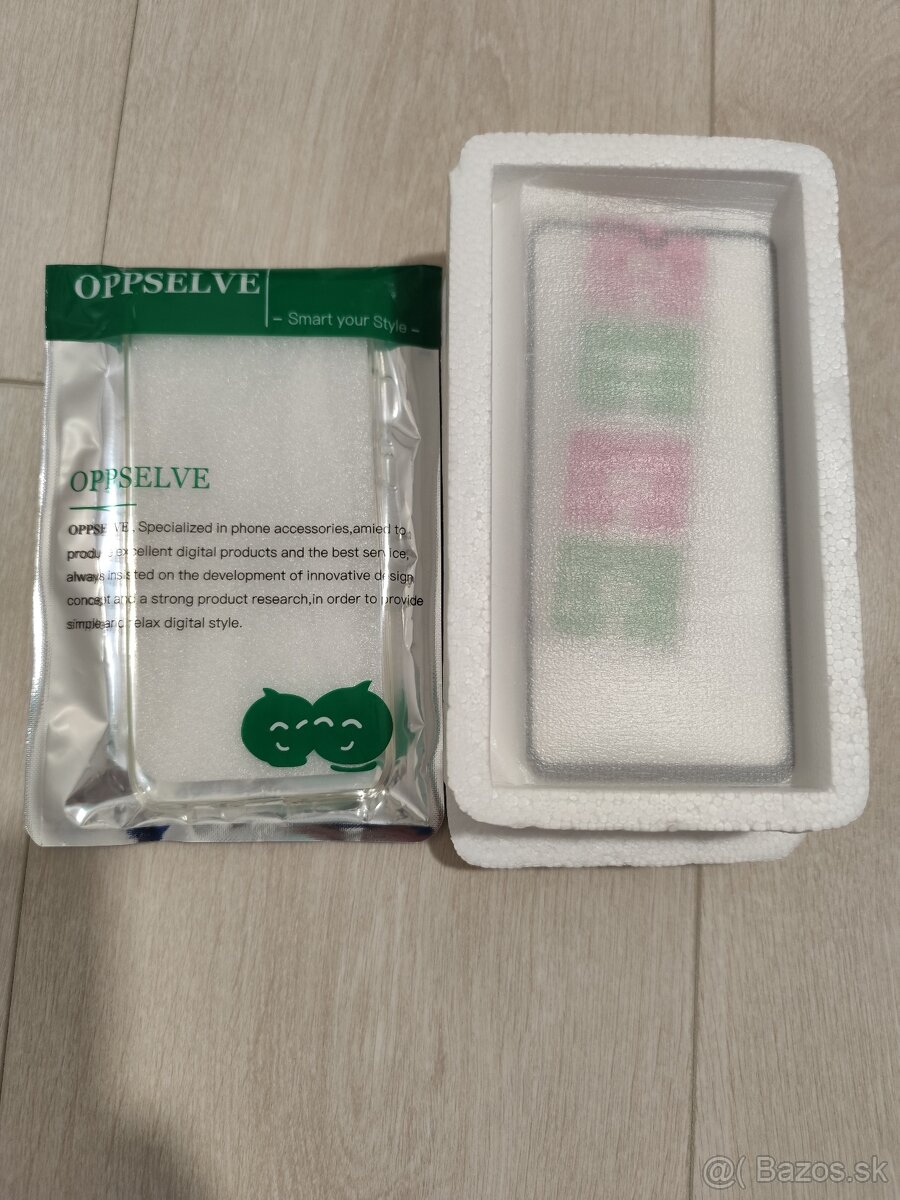 OPPSELVE
– Smart your Style –
OPPSELVE
OPPSELVE. Specialized in phone accessories,amied to
produce excellent digital products and the best service,
always insisted on the development of innovative design
concept and a strong product research,in order to provide
simple and relax digital style.
@( Bazos.sk